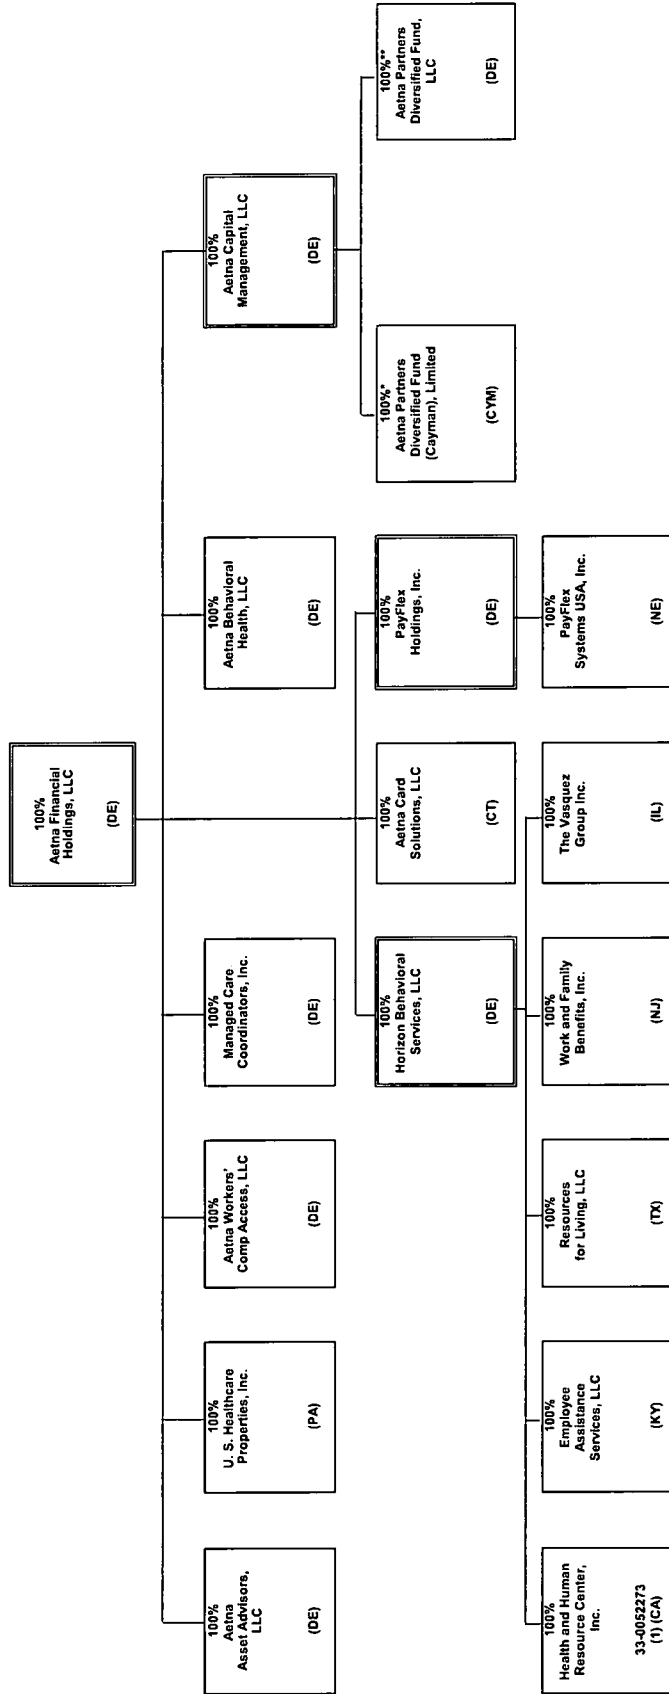 100%
Aetna Financial
Holdings, LLC
(DE)
100%
Aetna
Asset Advisors,
LLC
(DE)
100%
U. S. Healthcare
Properties, Inc.
(PA)
100%
Aetna Workers'
Comp Access, LLC
(DE)
100%
Managed Care
Coordinators, Inc.
(DE)
100%
Aetna Behavioral
Health, LLC
(DE)
100%
Aetna Capital
Management, LLC
(DE)
100%
Horizon Behavioral
Services, LLC
(DE)
100%
Aetna Card
Solutions, LLC
(CT)
100%
PayFlex
Holdings, Inc.
(DE)
100%*
Aetna Partners
Diversified Fund
(Cayman), Limited
(CYM)
100%**
Aetna Partners
Diversified Fund,
LLC
(DE)
100%
Health and Human
Resource Center,
Inc.
33-0052273
(1) (CA)
100%
Employee
Assistance
Services, LLC
(KY)
100%
Resources
for Living, LLC
(TX)
100%
Work and Family
Benefits, Inc.
(NJ)
100%
The Vasquez
Group Inc.
(IL)
100%
PayFlex
Systems USA, Inc.
(NE)